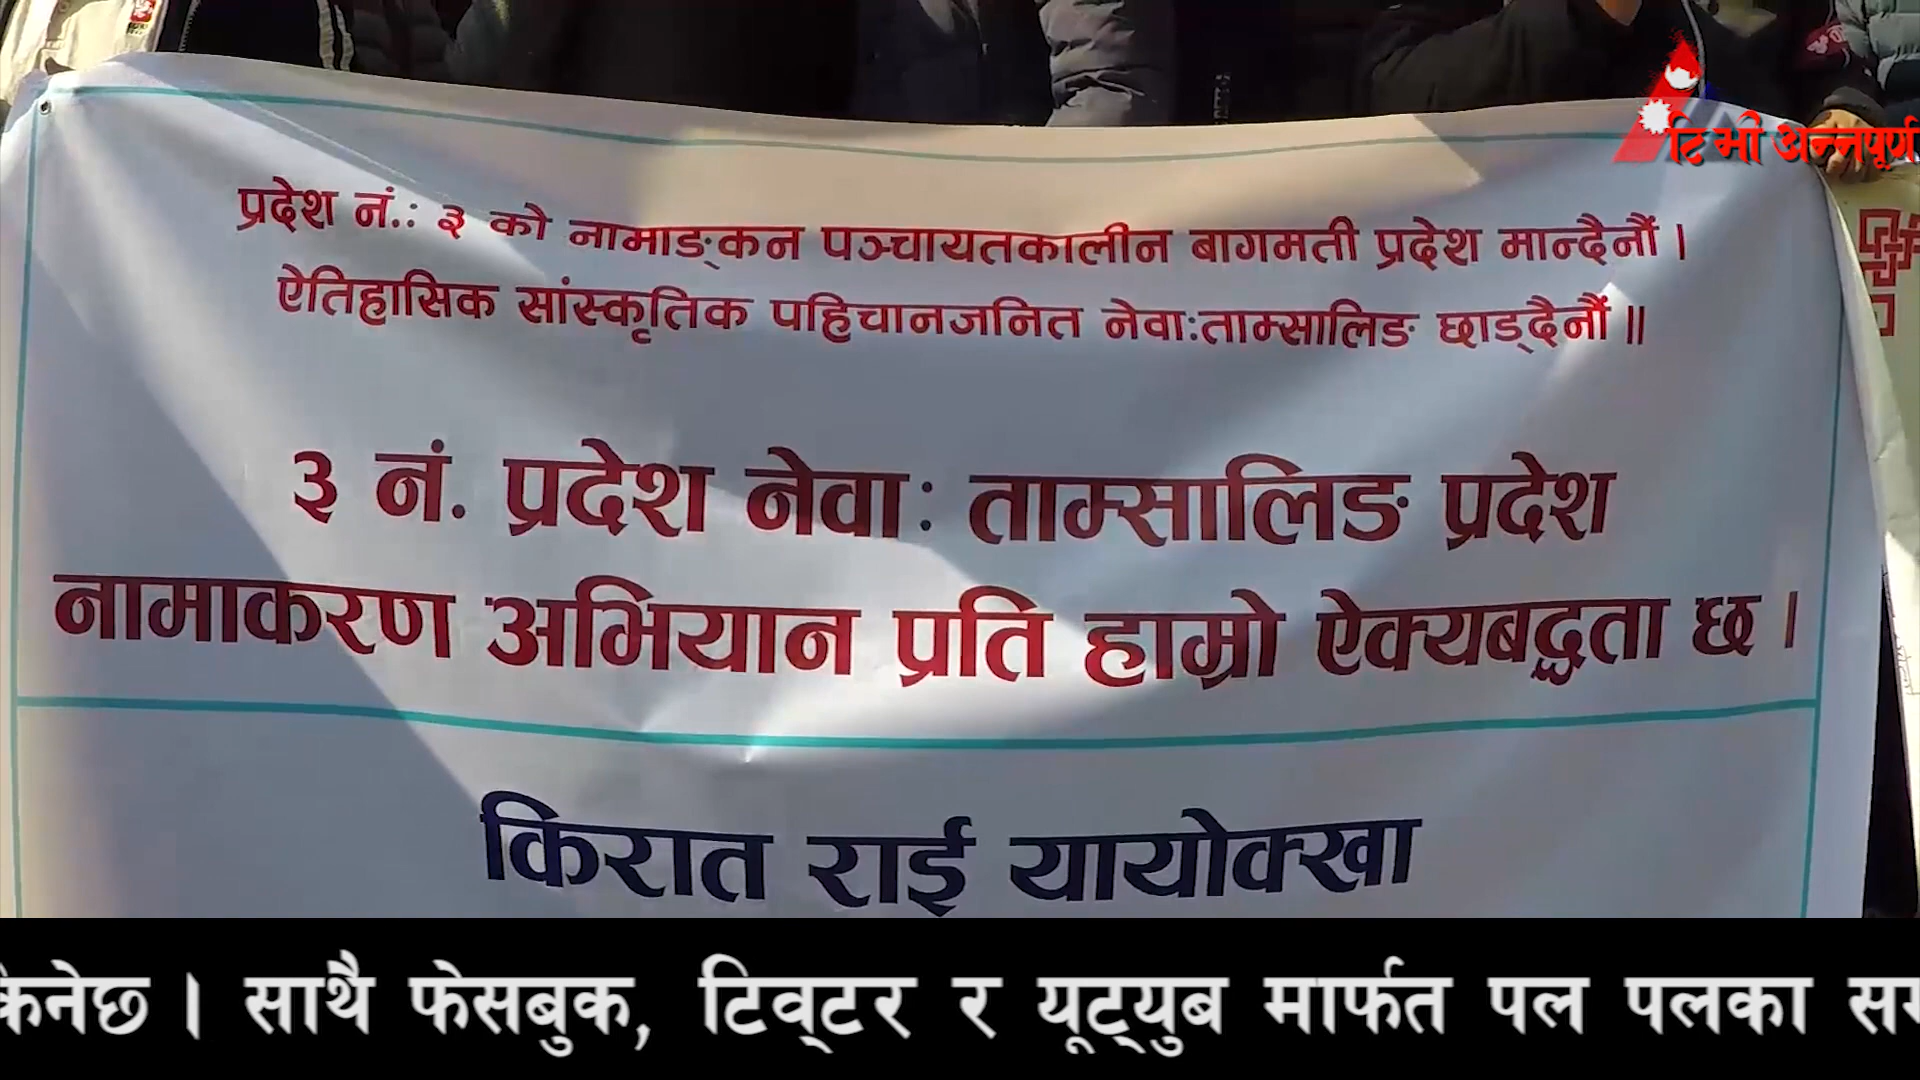 टिभी अन्नपूर्ण
प्रदेश नं.: ३ को नामाङ्कन पञ्चायतकालीन बागमती प्रदेश मान्दैनौं ।
ऐतिहासिक सांस्कृतिक पहिचानजनित नेवा:ताम्सालिङ छाड्दैनौं ॥
३ नं. प्रदेश नेवा: ताम्सालिङ प्रदेश
नामाकरण अभियान प्रति हाम्रो ऐक्यबद्धता छ ।
किरात राई यायोक्खा
किनेछ । साथै फेसबुक, टिव्टर र यूट्युब मार्फत पल पलका